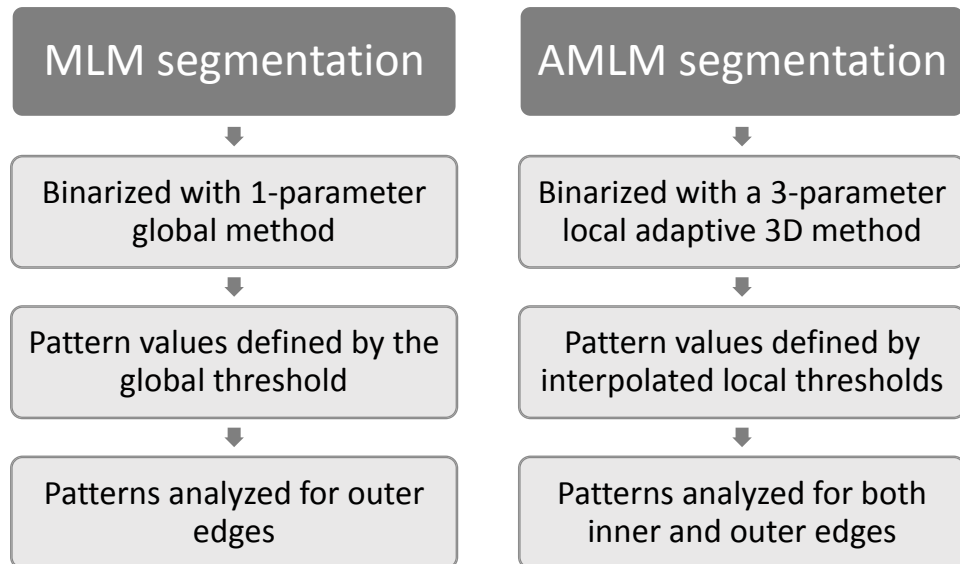 MLM segmentation
Binarized with 1-parameter
global method
Pattern values defined by the
global threshold
Patterns analyzed for outer
edges
AMLM segmentation
Binarized with a 3-parameter
local adaptive 3D method
Pattern values defined by
interpolated local thresholds
Patterns analyzed for both
inner and outer edges